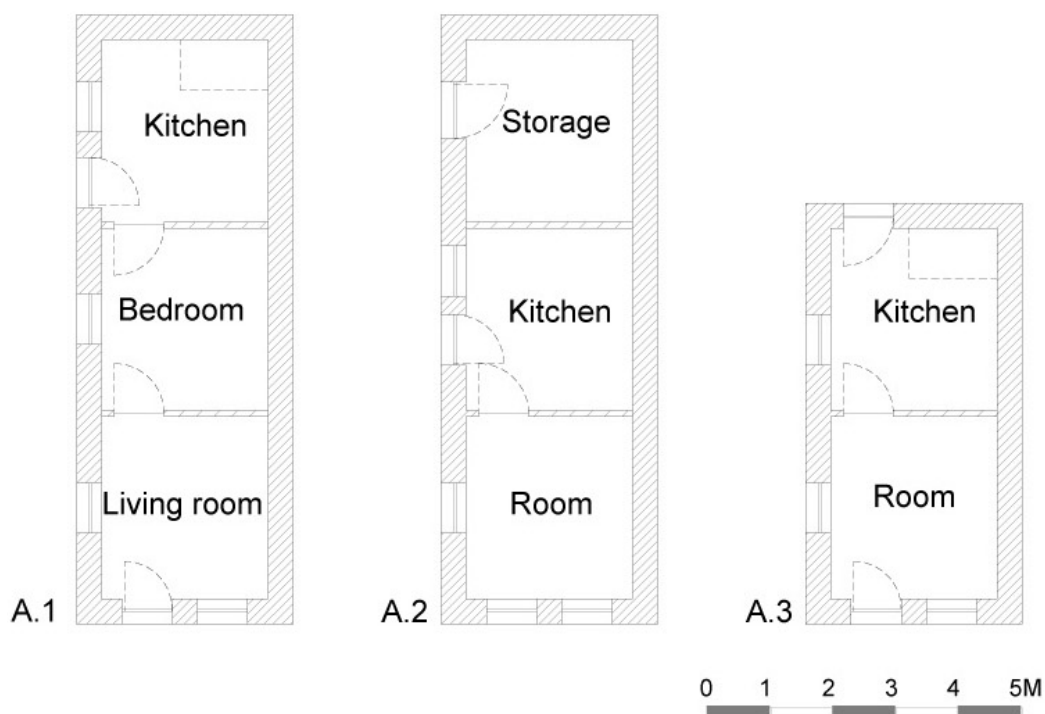 Kitchen
Bedroom
Living room
A.1
Storage
Kitchen
Room
A.2
Kitchen
Room
A.3
0 1 2 3 4 5M